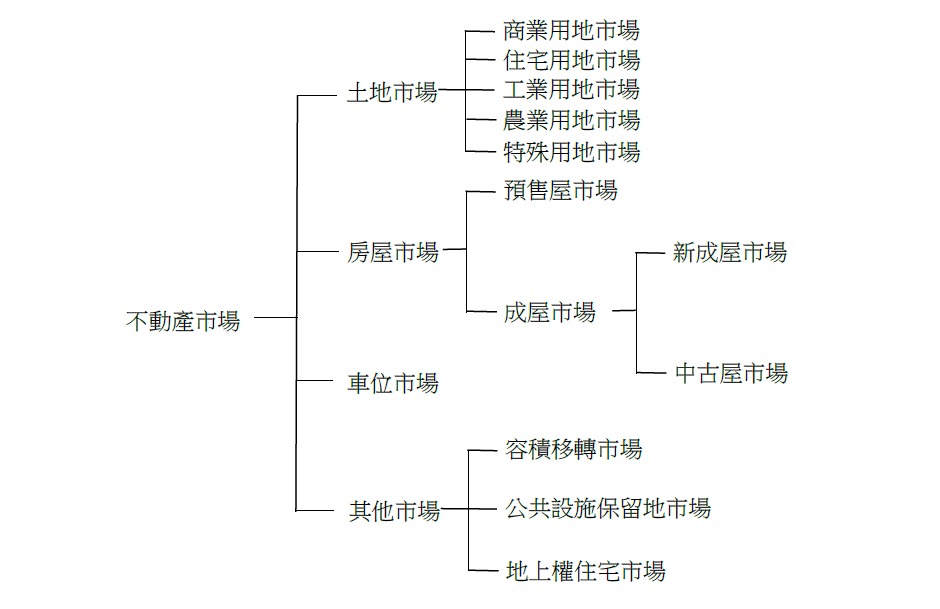 商業用地市場
住宅用地市場
土地市場
工業用地市場
農業用地市場
特殊用地市場
預售屋市場
房屋市場
新成屋市場
成屋市場
不動產市場
中古屋市場
車位市場
容積移轉市場
其他市場
公共設施保留地市場
地上權住宅市場